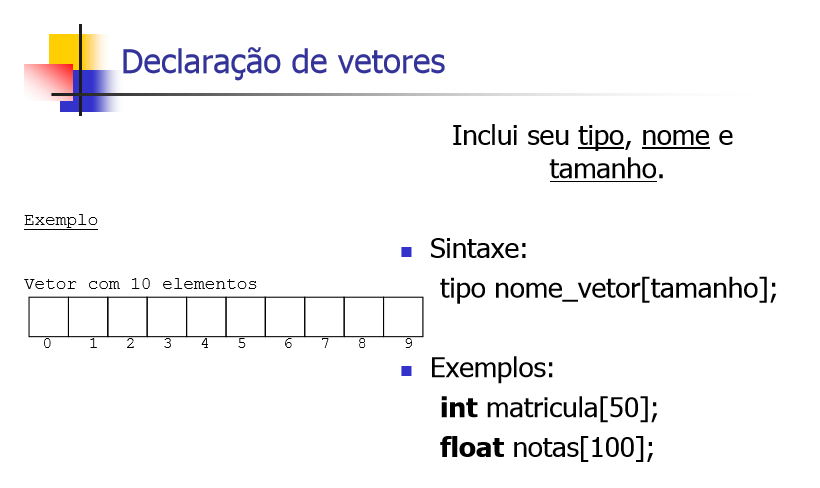 Declaração de vetores
Inclui seu tipo, nome e
tamanho.
Exemplo
Vetor com 10 elementos
0 1 2 3 4 5 6 7 8 9
Sintaxe:
tipo nome_vetor[tamanho];
Exemplos:
int matricula[50];
float notas[100];